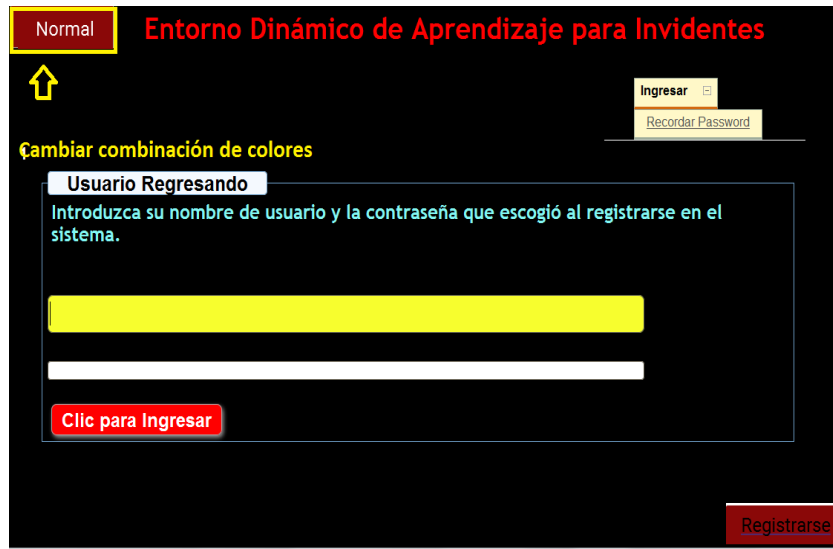 Normal
Entorno Dinámico de Aprendizaje para Invidentes
Ingresar
Recordar Password
Cambiar combinación de colores
Usuario Regresando
Introduzca su nombre de usuario y la contraseña que escogió al registrarse en el
sistema.
Clic para Ingresar
Registrarse